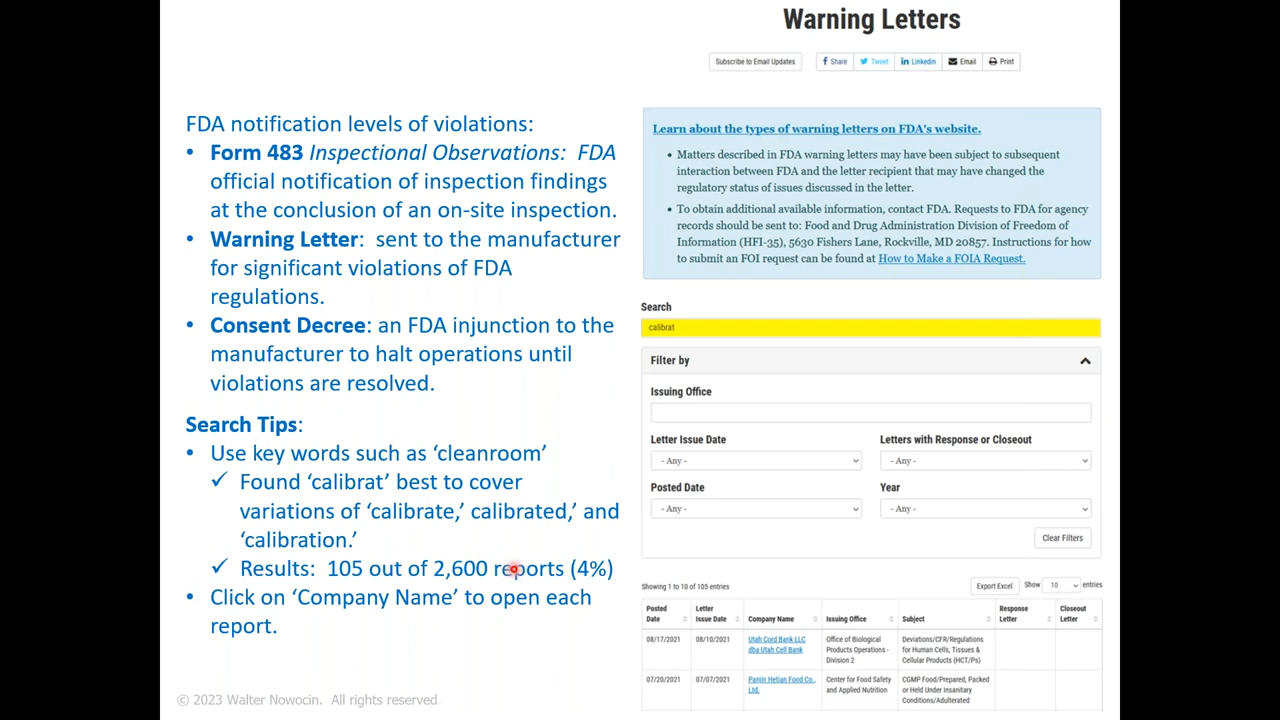 Warning Letters
Subscribe to Email Updates
Share
Tweet
Linkedin
Email
Print
FDA notification levels of violations:
• Form 483 Inspectional Observations: FDA
official notification of inspection findings
at the conclusion of an on-site inspection.
• Warning Letter: sent to the manufacturer
for significant violations of FDA
regulations.
• Consent Decree: an FDA injunction to the
manufacturer to halt operations until
violations are resolved.
Search Tips:
• Use key words such as ‘cleanroom’
✓ Found ‘calibrat’ best to cover
variations of ‘calibrate,’ calibrated,’ and
‘calibration.’
✓ Results: 105 out of 2,600 reports (4%)
• Click on ‘Company Name’ to open each
report.
Learn about the types of warning letters on FDA's website.
• Matters described in FDA warning letters may have been subject to subsequent
interaction between FDA and the letter recipient that may have changed the
regulatory status of issues discussed in the letter.
• To obtain additional available information, contact FDA. Requests to FDA for agency
records should be sent to: Food and Drug Administration Division of Freedom of
Information (HFI-35), 5630 Fishers Lane, Rockville, MD 20857. Instructions for how
to submit an FOI request can be found at How to Make a FOIA Request.
Search
calibrat
Filter by
Issuing Office
Letter Issue Date
Letters with Response or Closeout
- Any -
- Any -
Posted Date
Year
- Any -
- Any -
Clear Filters
Showing 1 to 10 of 105 entries
Export Excel
Show 10 entries
Posted Date
Letter Issue Date
Company Name
Issuing Office
Subject
Response Letter
Closeout Letter
08/17/2021
08/10/2021
Utah Cord Bank LLC
dba Utah Cell Bank
Office of Biological
Products Operations -
Division 2
Deviations/CFR/Regulations
for Human Cells, Tissues &
Cellular Products (HCT/Ps)
07/20/2021
07/07/2021
Panjin Hetian Food Co.,
Ltd.
Center for Food Safety
and Applied Nutrition
CGMP Food/Prepared, Packed
or Held Under Insanitary
Conditions/Adulterated
© 2023 Walter Nowocin. All rights reserved